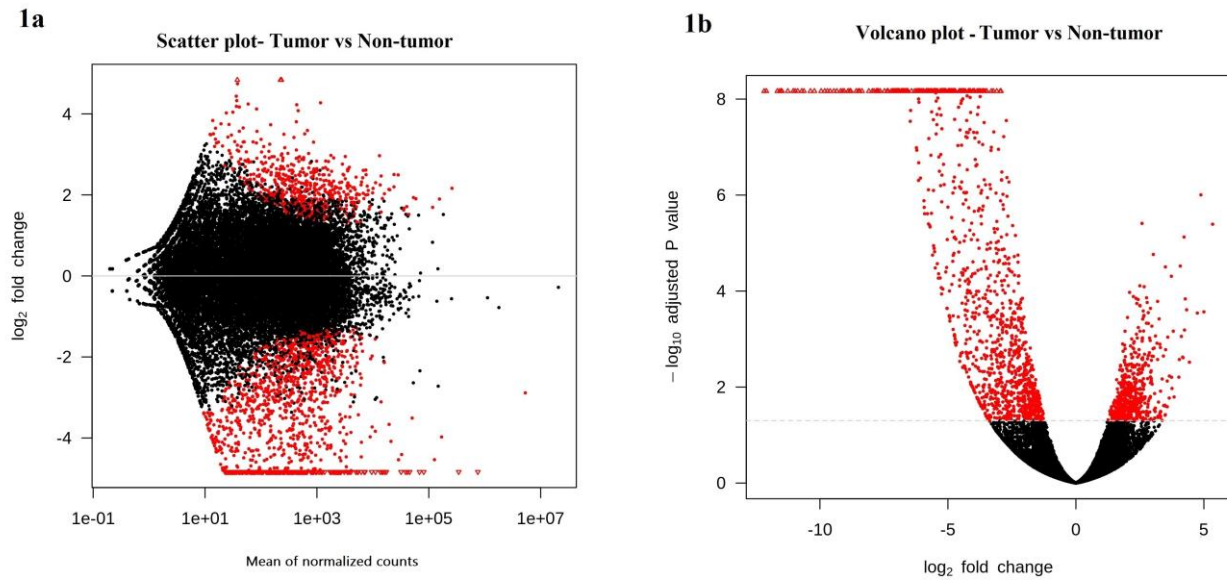 1a
Scatter plot- Tumor vs Non-tumor
log2 fold change
4
2
0
-2
-4
1e-01
1e+01
1e+03
1e+05
1e+07
Mean of normalized counts
1b
Volcano plot - Tumor vs Non-tumor
−log10 adjusted P value
8
6
4
2
0
-10
-5
0
5
log2 fold change